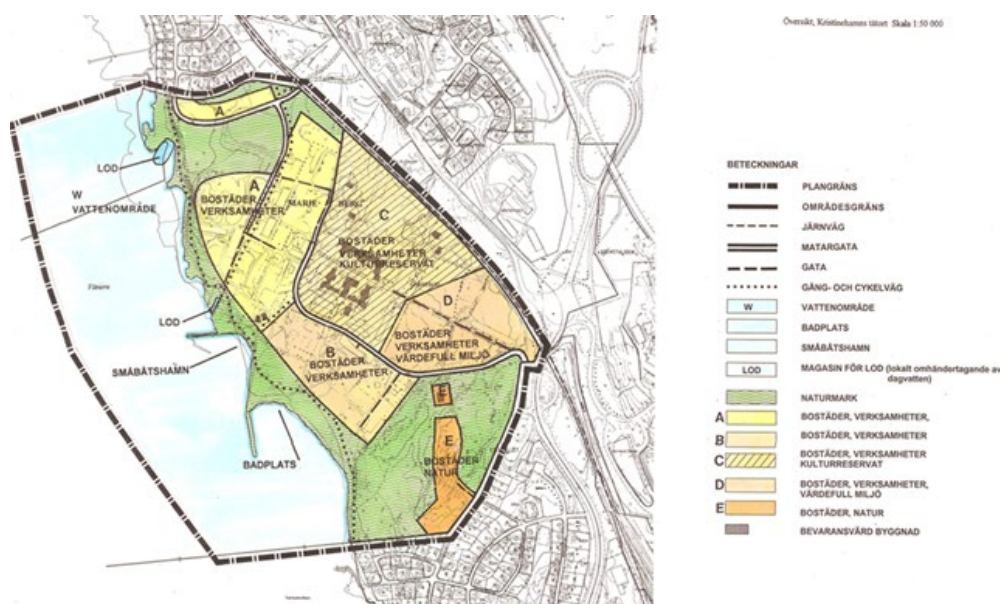 Översikt, Kristinehamns tätort Skala 1:50 000
A
LOD
W
VATTENOMRÅDE
A
BOSTÄDER
VERKSAMHETER
MARIE-
BERG
C
BOSTÄDER
VERKSAMHETER
KULTURRESERVAT
LOD
D
BOSTÄDER
VERKSAMHETER
VÄRDEFULL MILJÖ
SMÅBÅTSHAMN
B
BOSTÄDER
VERKSAMHETER
E
E
BOSTÄDER
NATUR
BADPLATS
BETECKNINGAR
PLANGRÄNS
OMRÅDESGRÄNS
JÄRNVÄG
MATARGATA
GATA
GÅNG- OCH CYKELVÄG
W VATTENOMRÅDE
BADPLATS
SMÅBÅTSHAMN
LOD MAGASIN FÖR LOD (lokalt omhändertagande av
dagvatten)
NATURMARK
A BOSTÄDER, VERKSAMHETER,
B BOSTÄDER, VERKSAMHETER
C BOSTÄDER, VERKSAMHETER
KULTURRESERVAT
D BOSTÄDER, VERKSAMHETER,
VÄRDEFULL MILJÖ
E BOSTÄDER, NATUR
BEVARANSVÄRD BYGGNAD